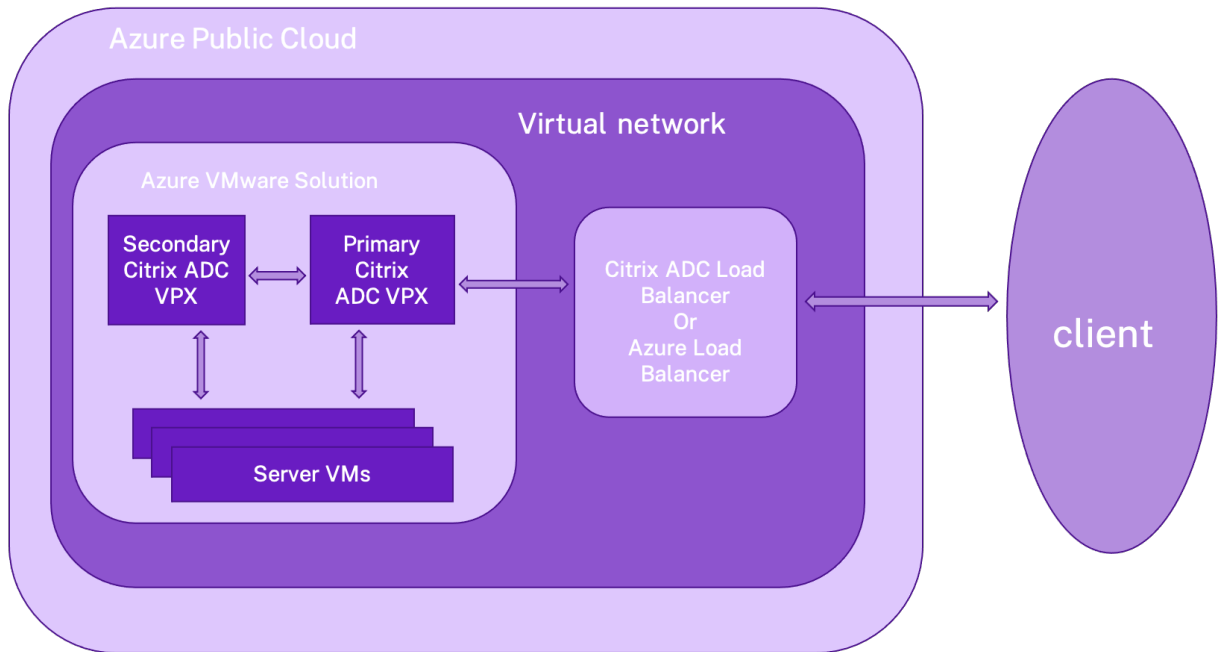 Azure Public Cloud
Virtual network
Azure VMware Solution
Secondary
Citrix ADC
VPX
Primary
Citrix
ADC VPX
Server VMs
Citrix ADC Load
Balancer
Or
Azure Load
Balancer
client